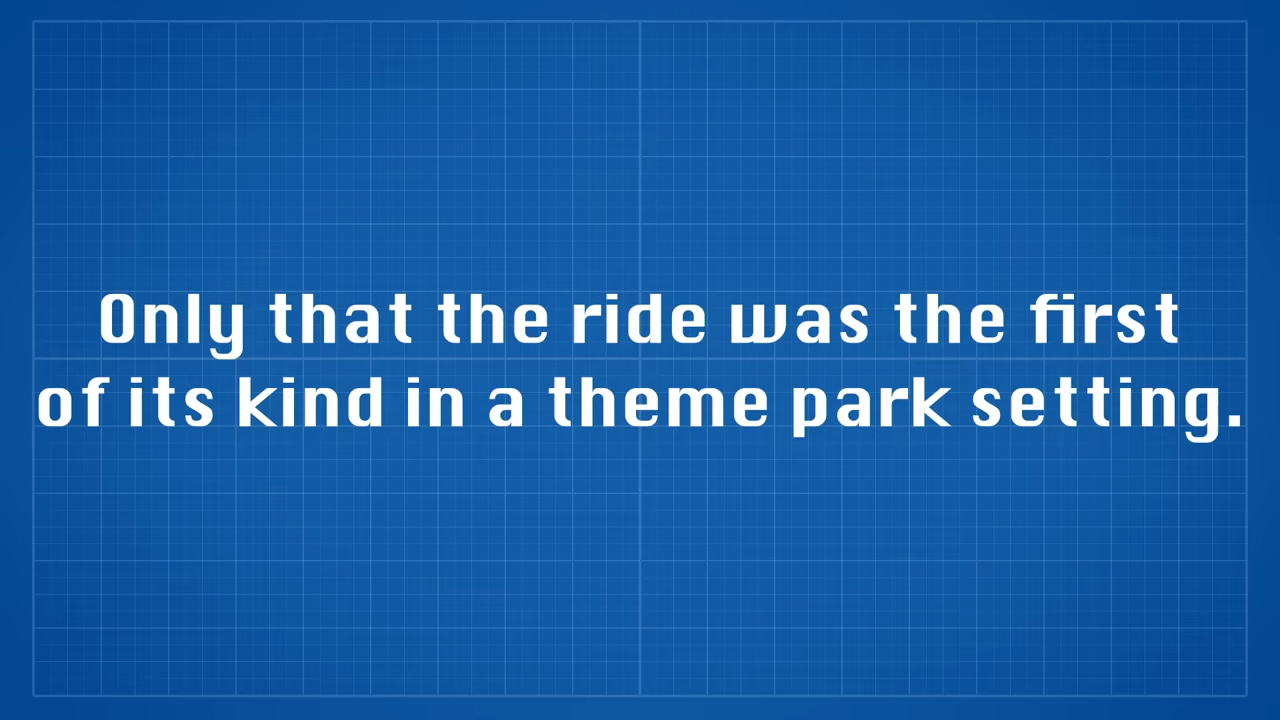 Only that the ride was the first
of its kind in a theme park setting.